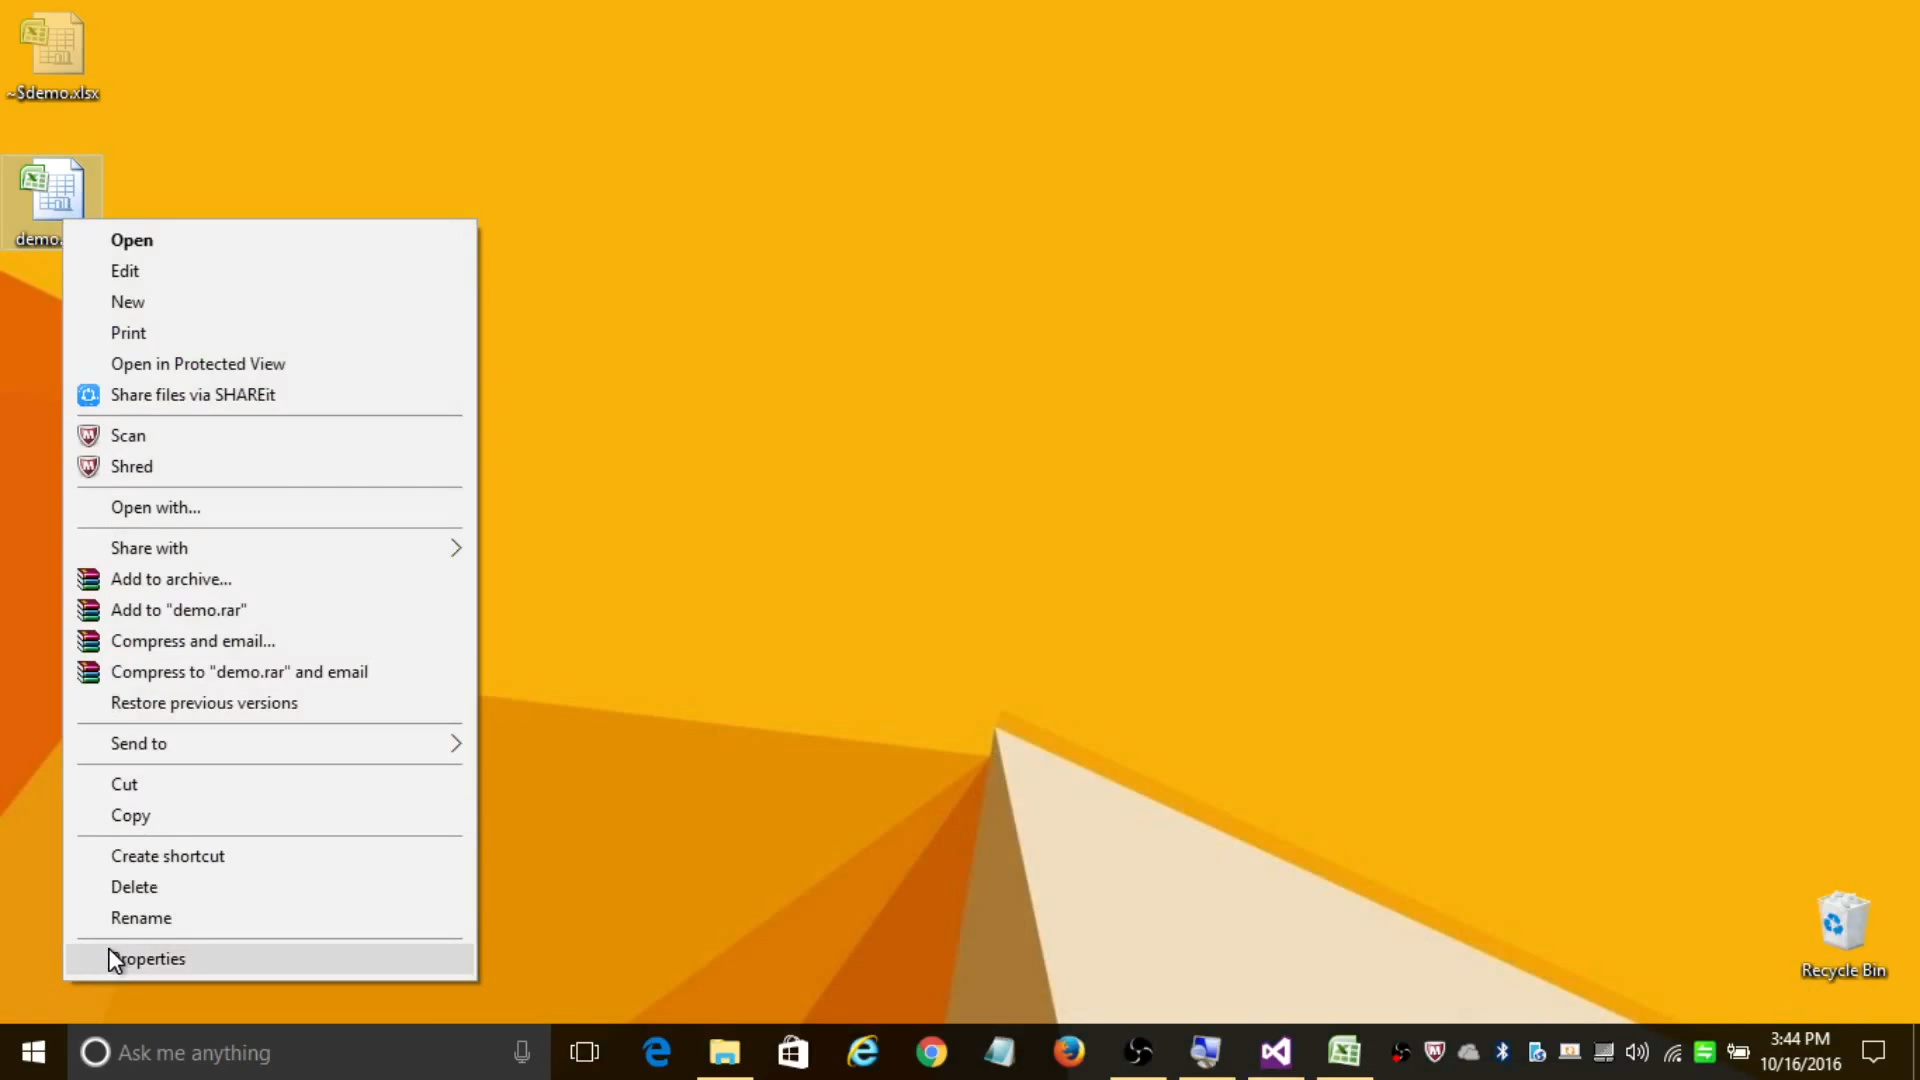 ~$demo.xlsx
demo.
Open
Edit
New
Print
Open in Protected View
Share files via SHAREit
Scan
Shred
Open with...
Share with
Add to archive...
Add to "demo.rar"
Compress and email...
Compress to "demo.rar" and email
Restore previous versions
Send to
Cut
Copy
Create shortcut
Delete
Rename
Properties
Recycle Bin
Ask me anything
3:44 PM
10/16/2016